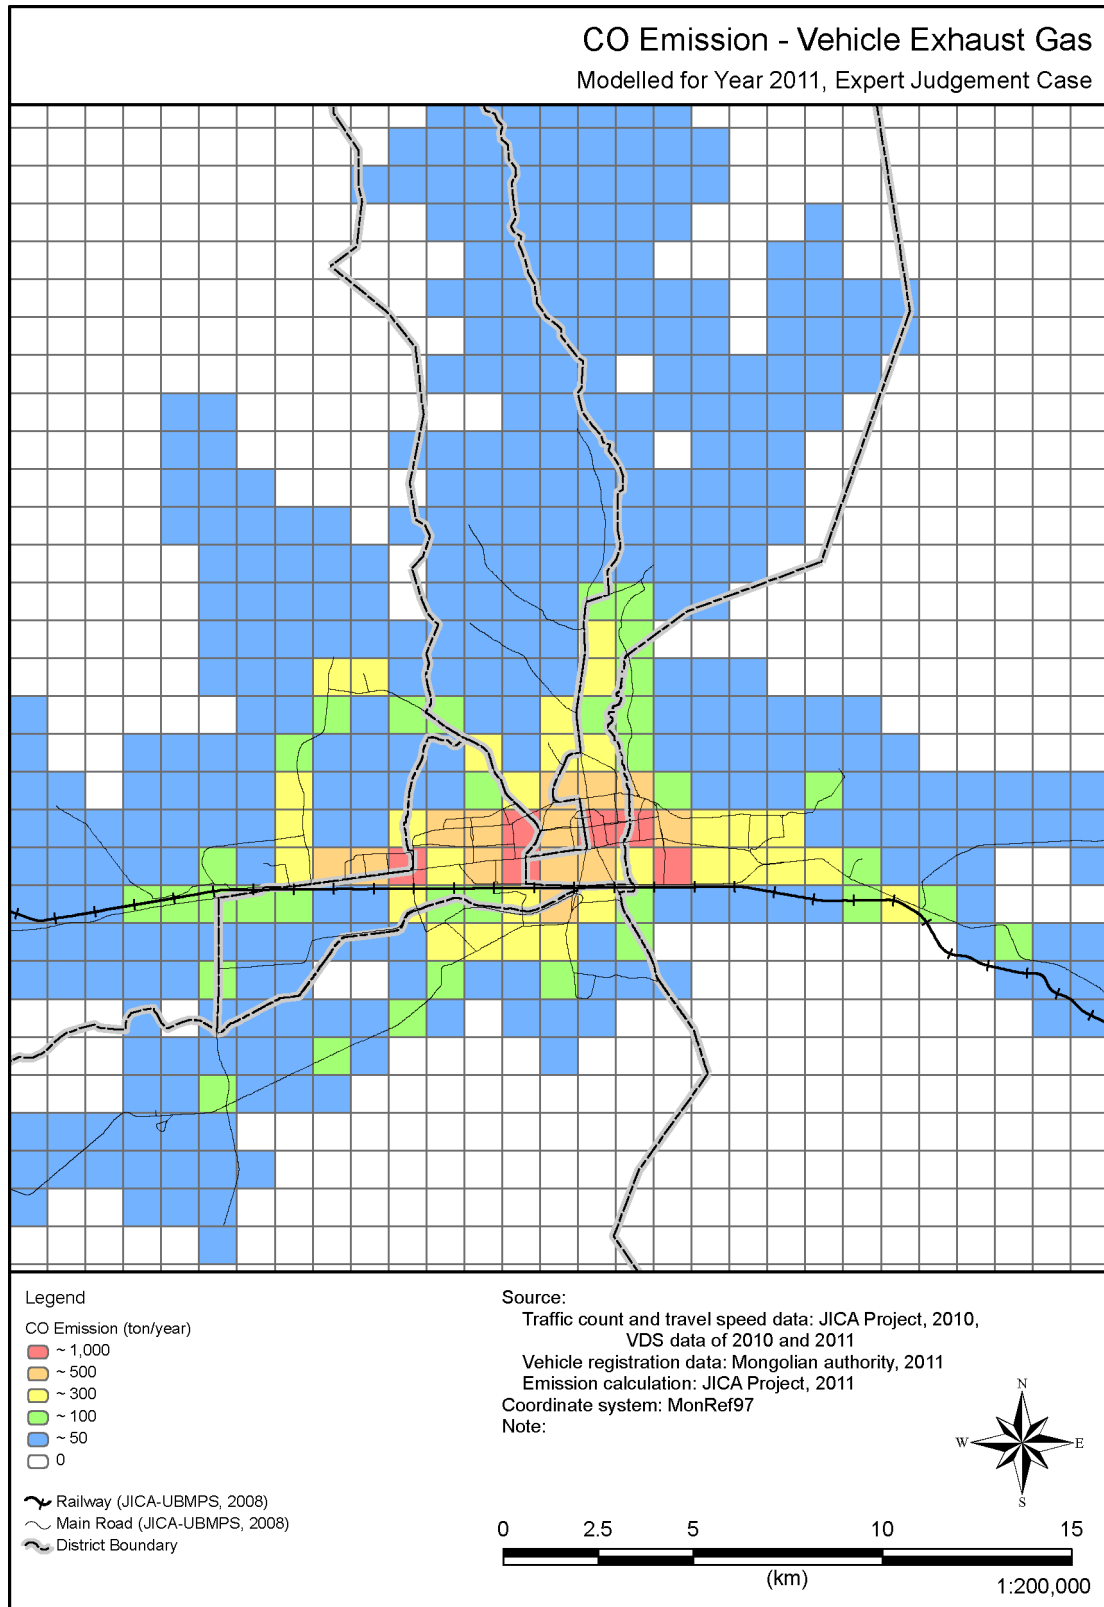 CO Emission - Vehicle Exhaust Gas
Modelled for Year 2011, Expert Judgement Case
Legend
CO Emission (ton/year)
~ 1,000
~ 500
~ 300
~ 100
~ 50
0
Railway (JICA-UBMPS, 2008)
Main Road (JICA-UBMPS, 2008)
District Boundary
Source:
Traffic count and travel speed data: JICA Project, 2010,
VDS data of 2010 and 2011
Vehicle registration data: Mongolian authority, 2011
Emission calculation: JICA Project, 2011
Coordinate system: MonRef97
Note:
N
W E
S
0 2.5 5 10 15
(km)
1:200,000